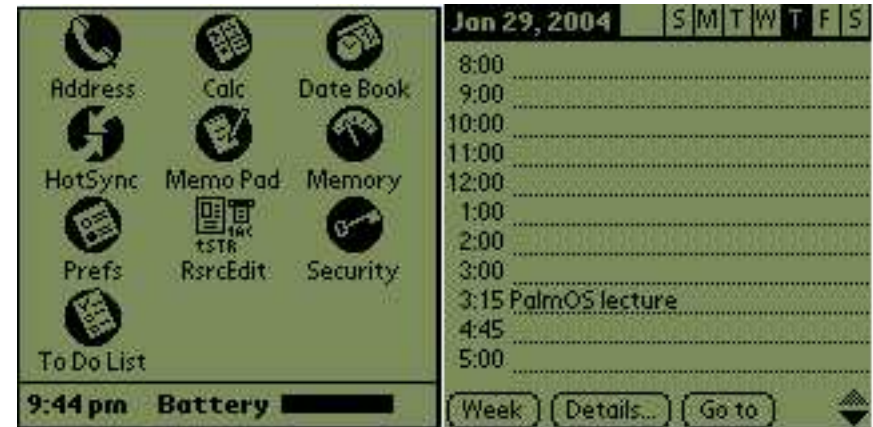 Address Calc Date Book
HotSync Memo Pad Memory
tSTR
Prefs RsrcEdit Security
To Do List
9:44 pm Battery
Jan 29, 2004 S M T W T F S
8:00
9:00
10:00
11:00
12:00
1:00
2:00
3:00
3:15 PalmOS lecture
4:45
5:00
Week Details... Go to